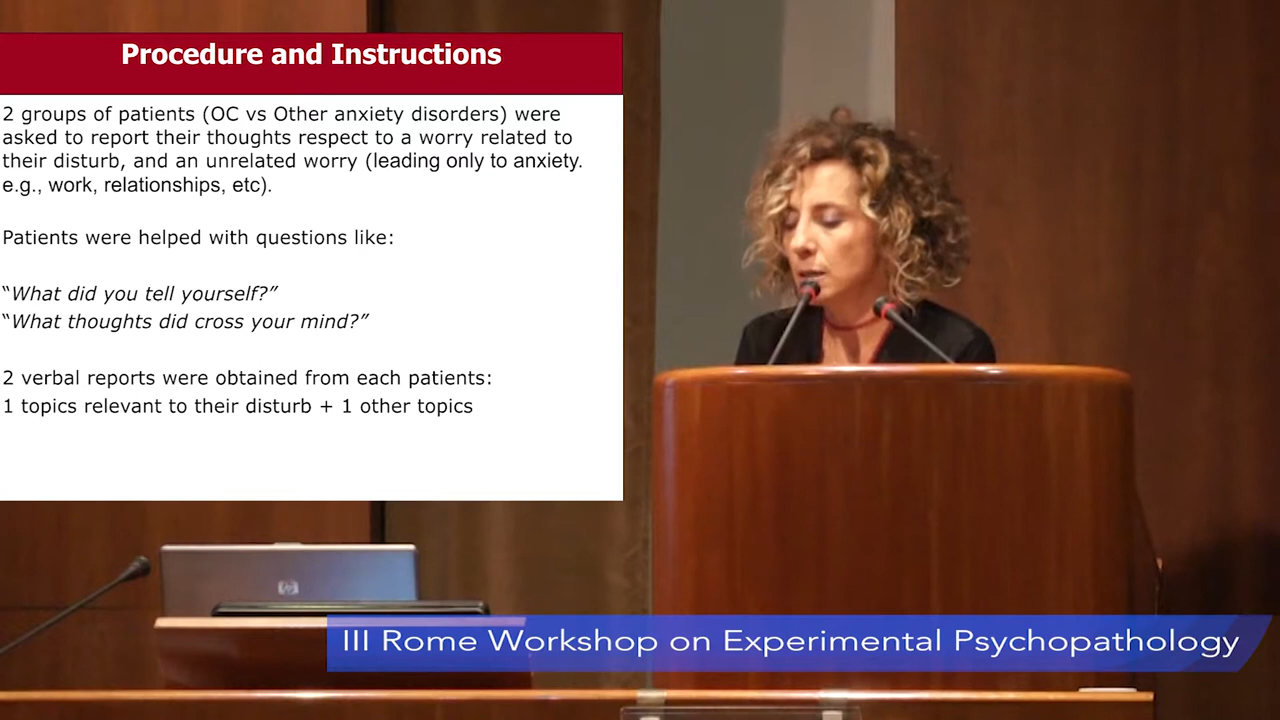 Procedure and Instructions
2 groups of patients (OC vs Other anxiety disorders) were
asked to report their thoughts respect to a worry related to
their disturb, and an unrelated worry (leading only to anxiety.
e.g., work, relationships, etc).
Patients were helped with questions like:
“What did you tell yourself?”
“What thoughts did cross your mind?”
2 verbal reports were obtained from each patients:
1 topics relevant to their disturb + 1 other topics
hp
III Rome Workshop on Experimental Psychopathology